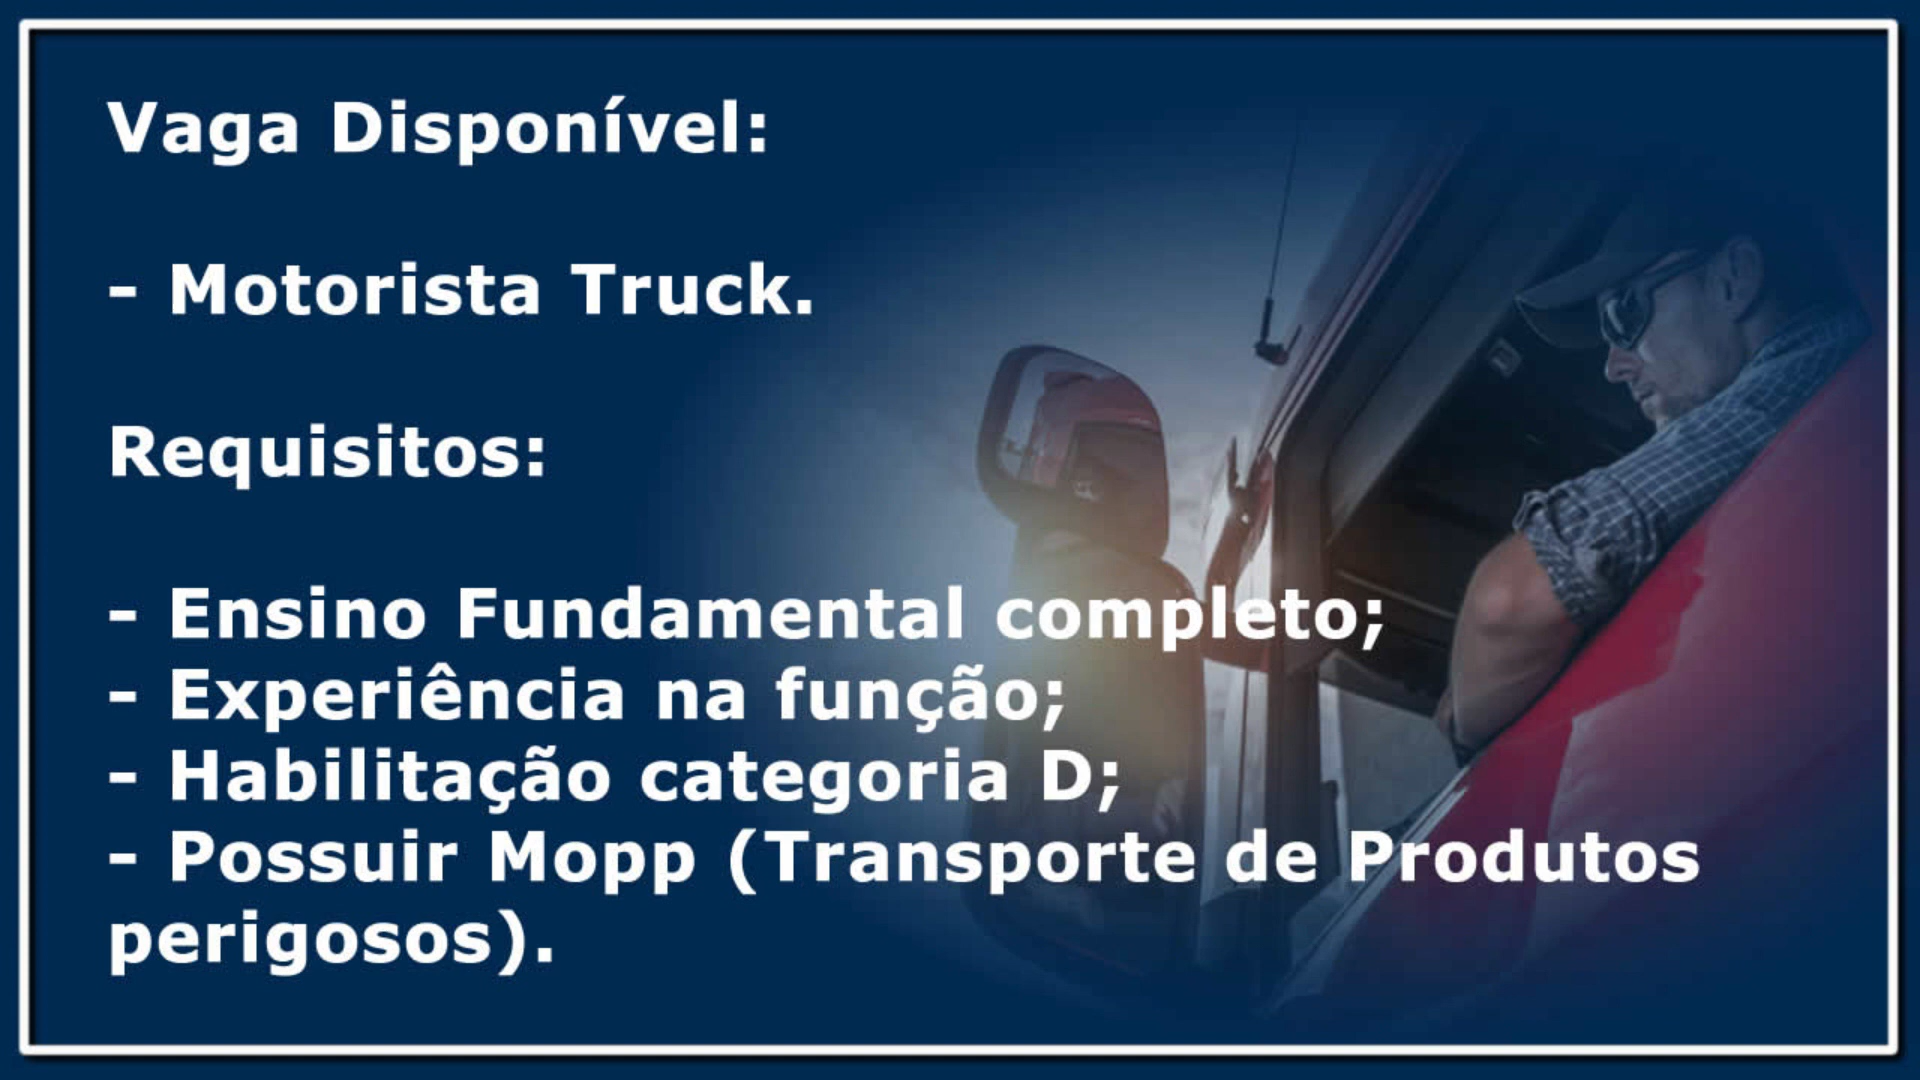 Vaga Disponível:
- Motorista Truck.
Requisitos:
- Ensino Fundamental completo;
- Experiência na função;
- Habilitação categoria D;
- Possuir Mopp (Transporte de Produtos
perigosos).